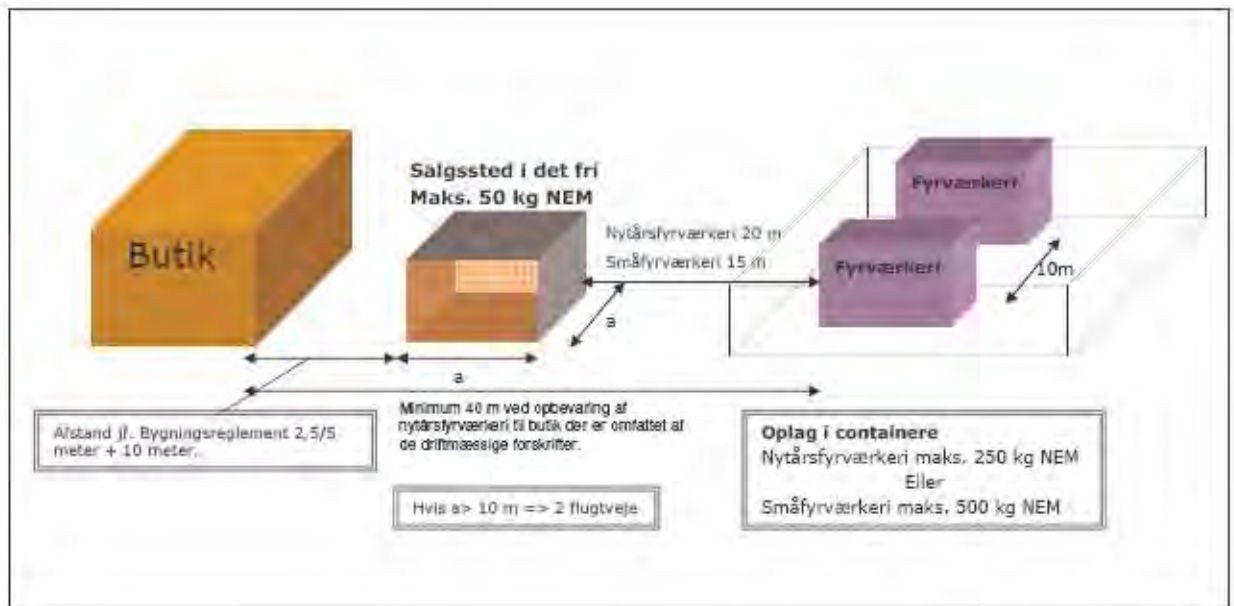 Salgssted i det fri
Maks. 50 kg NEM
Butik
Nytårsfyrværkeri 20 m
Småfyrværkeri 15 m
Fyrværkeri
Fyrværkeri
10m
a
a
Afstand jf. Bygningsreglement 2,5/5
meter + 10 meter.
Minimum 40 m ved opbevaring af
nytårsfyrværkeri til butik der er omfattet af
de driftmæssige forskrifter.
Hvis a> 10 m => 2 flugtveje
Oplag i containere
Nytårsfyrværkeri maks. 250 kg NEM
Eller
Småfyrværkeri maks. 500 kg NEM